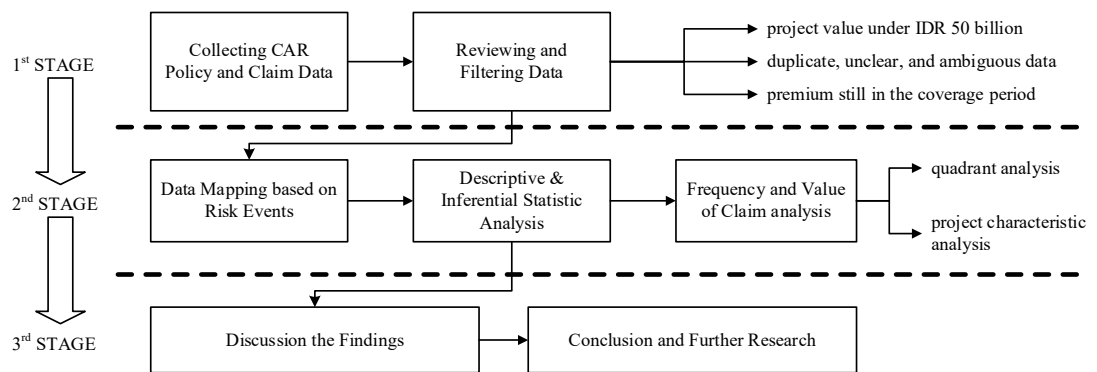 1st STAGE
Collecting CAR
Policy and Claim Data
Reviewing and
Filtering Data
project value under IDR 50 billion
duplicate, unclear, and ambiguous data
premium still in the coverage period
2nd STAGE
Data Mapping based on
Risk Events
Descriptive &
Inferential Statistic
Analysis
Frequency and Value
of Claim analysis
quadrant analysis
project characteristic
analysis
3rd STAGE
Discussion the Findings
Conclusion and Further Research